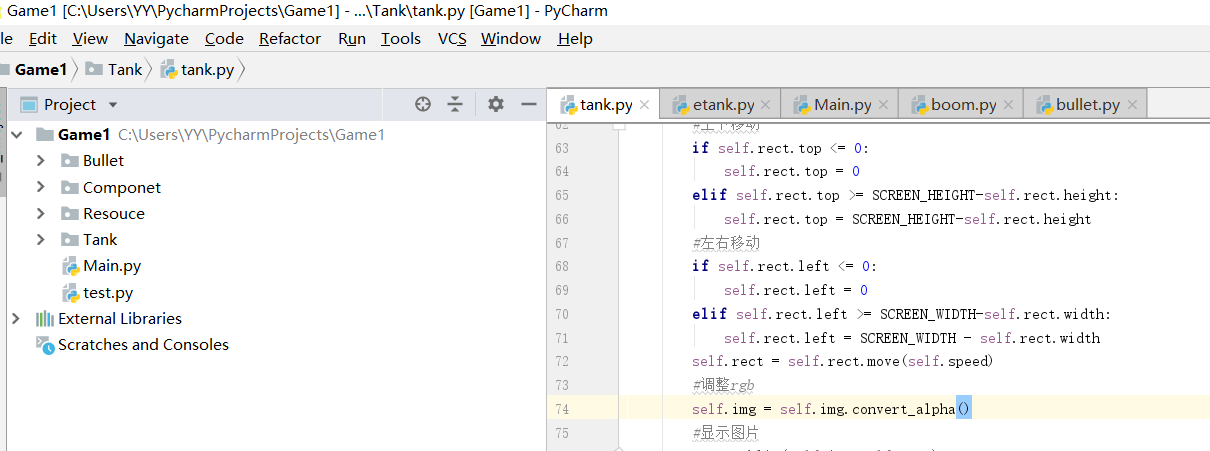 Game1 [C:\Users\YY\PycharmProjects\Game1] - ...\Tank\tank.py [Game1] - PyCharm
le Edit View Navigate Code Refactor Run Tools VCS Window Help
Game1 Tank tank.py
Project
tank.py etank.py Main.py boom.py bullet.py
Game1 C:\Users\YY\PycharmProjects\Game1
Bullet
Componet
Resouce
Tank
Main.py
test.py
External Libraries
Scratches and Consoles
62 #上下移动
63 if self.rect.top <= 0:
64 self.rect.top = 0
65 elif self.rect.top >= SCREEN_HEIGHT-self.rect.height:
66 self.rect.top = SCREEN_HEIGHT-self.rect.height
67 #左右移动
68 if self.rect.left <= 0:
69 self.rect.left = 0
70 elif self.rect.left >= SCREEN_WIDTH-self.rect.width:
71 self.rect.left = SCREEN_WIDTH - self.rect.width
72 self.rect = self.rect.move(self.speed)
73 #调整rgb
74 self.img = self.img.convert_alpha()
75 #显示图片